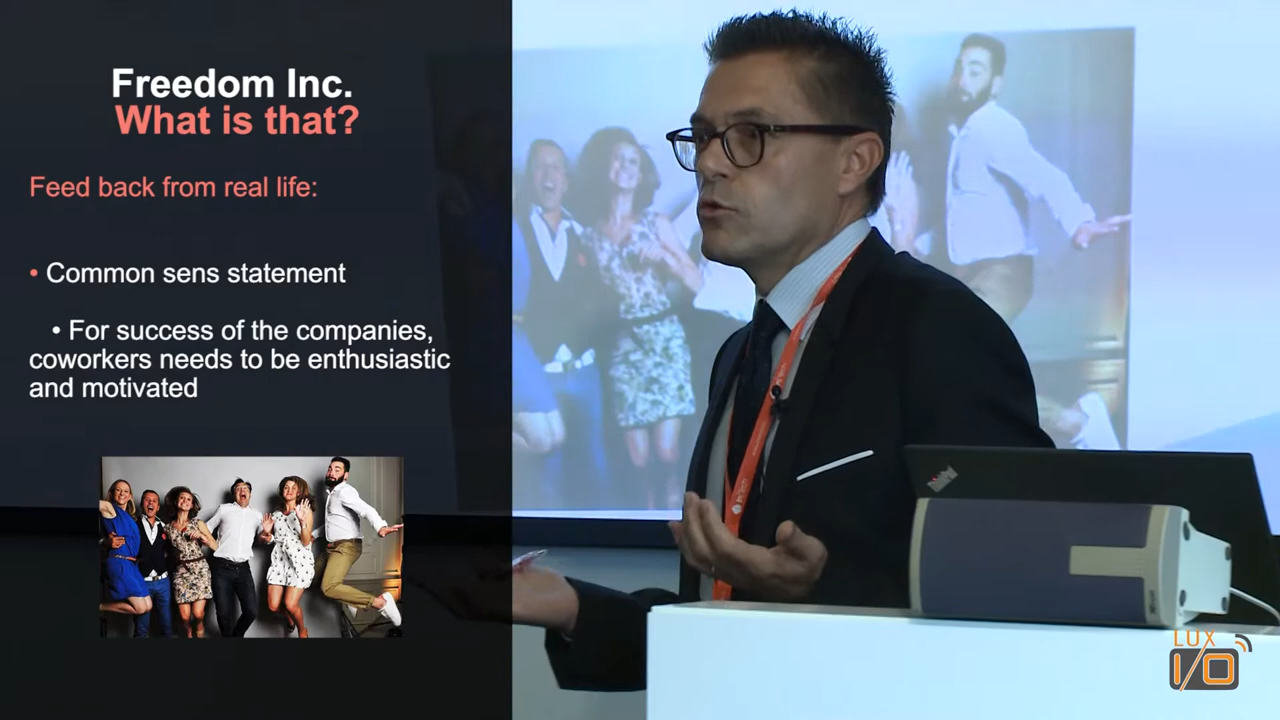 Freedom Inc.
What is that?
Feed back from real life:
• Common sens statement
• For success of the companies,
coworkers needs to be enthusiastic
and motivated
LUX
I/O